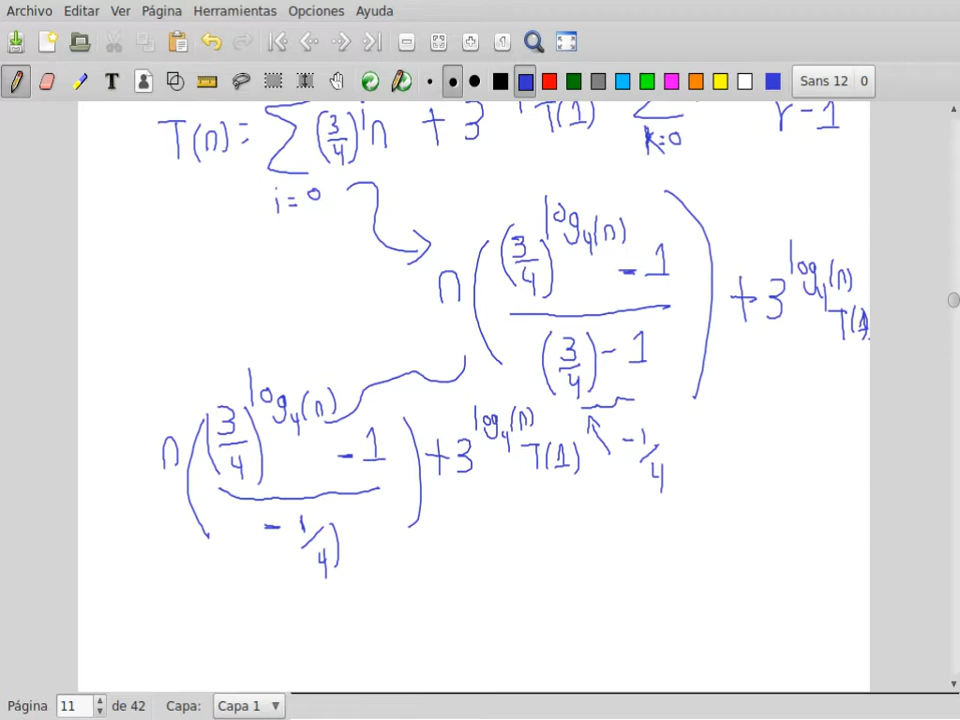 Archivo Editar Ver Página Herramientas Opciones Ayuda
T Sans 12 0
T(n) = ∑ (3/4)^i n + 3^i T(1) ∑ r - 1
i = 0 k=0
n ( ((3/4)^log₄(n) - 1) / ((3/4) - 1) ) + 3^log₄(n) T(1)
- 1/4
n ( ((3/4)^log₄(n) - 1) / (- 1/4) ) + 3^log₄(n) T(1)
Página 11 de 42 Capa: Capa 1